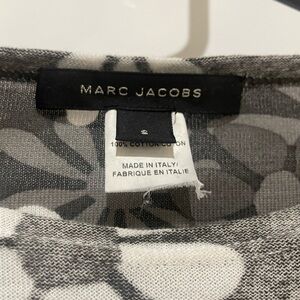 MARC JACOBS
S
100% COTTON/COTON
MADE IN ITALY/
FABRIQUE EN ITALIE